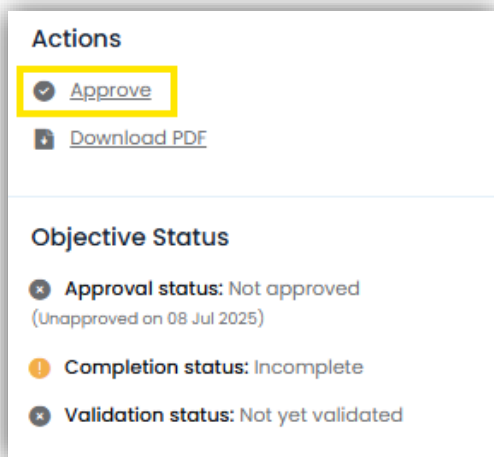 Actions
Approve
Download PDF
Objective Status
Approval status: Not approved
(Unapproved on 08 Jul 2025)
Completion status: Incomplete
Validation status: Not yet validated